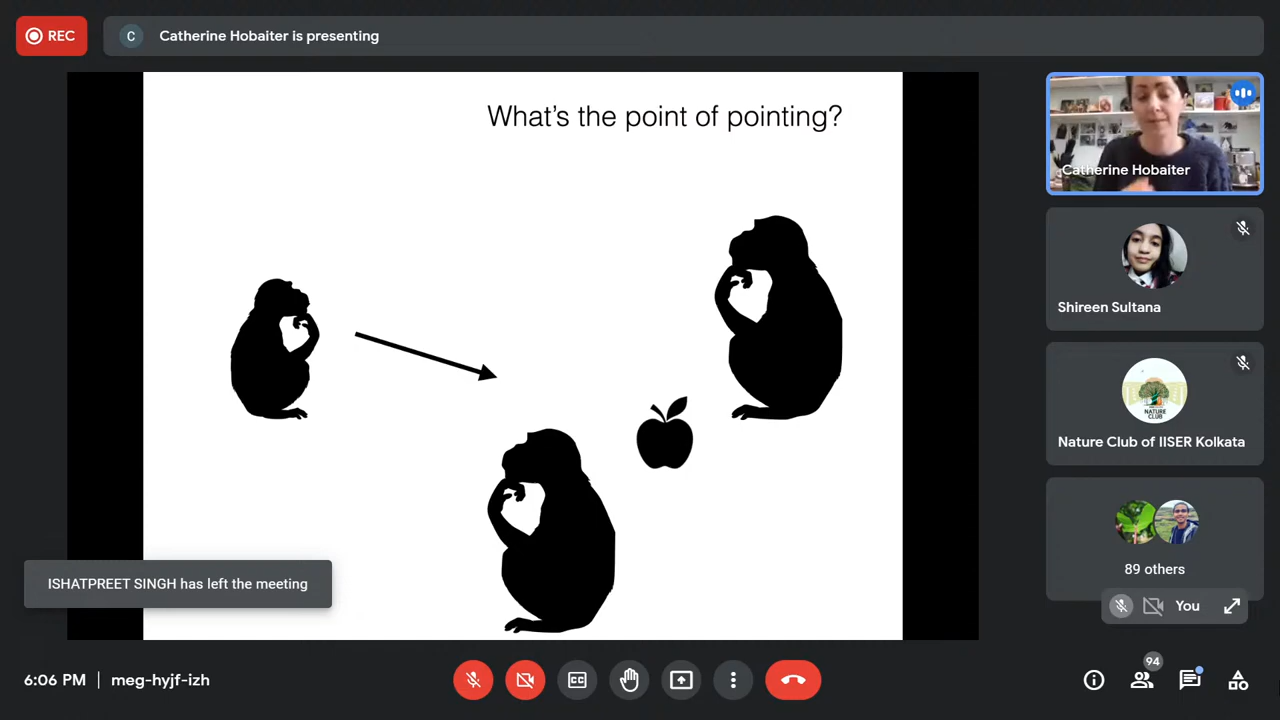 REC
C
Catherine Hobaiter is presenting
What's the point of pointing?
Catherine Hobaiter
Shireen Sultana
NATURE
CLUB
Nature Club of IISER Kolkata
89 others
ISHATPREET SINGH has left the meeting
You
6:06 PM | meg-hyjf-izh
CC
94